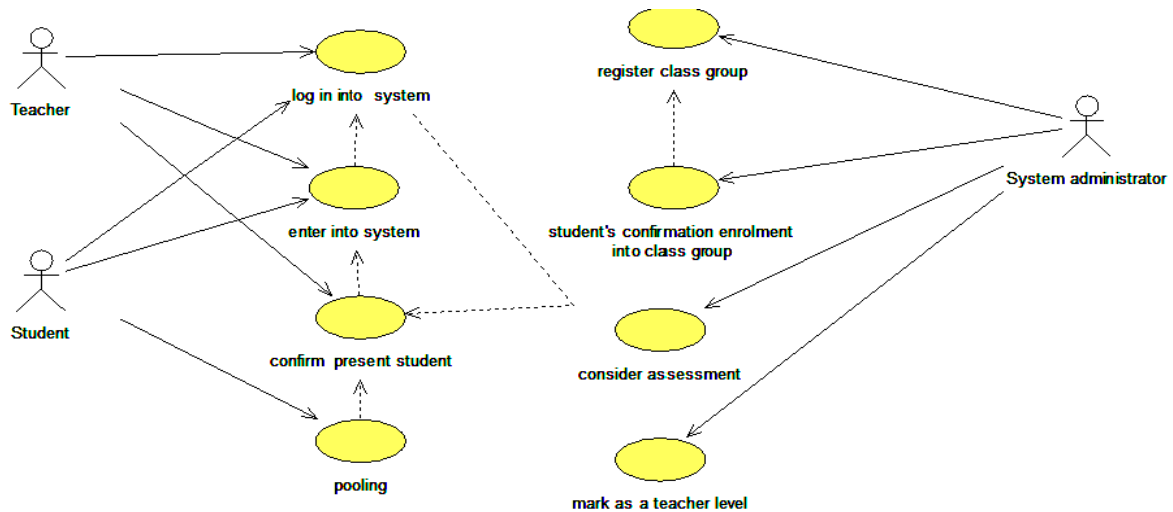 Teacher
log in into system
register class group
System administrator
enter into system
student's confirmation enrolment
into class group
Student
confirm present student
consider assessment
pooling
mark as a teacher level